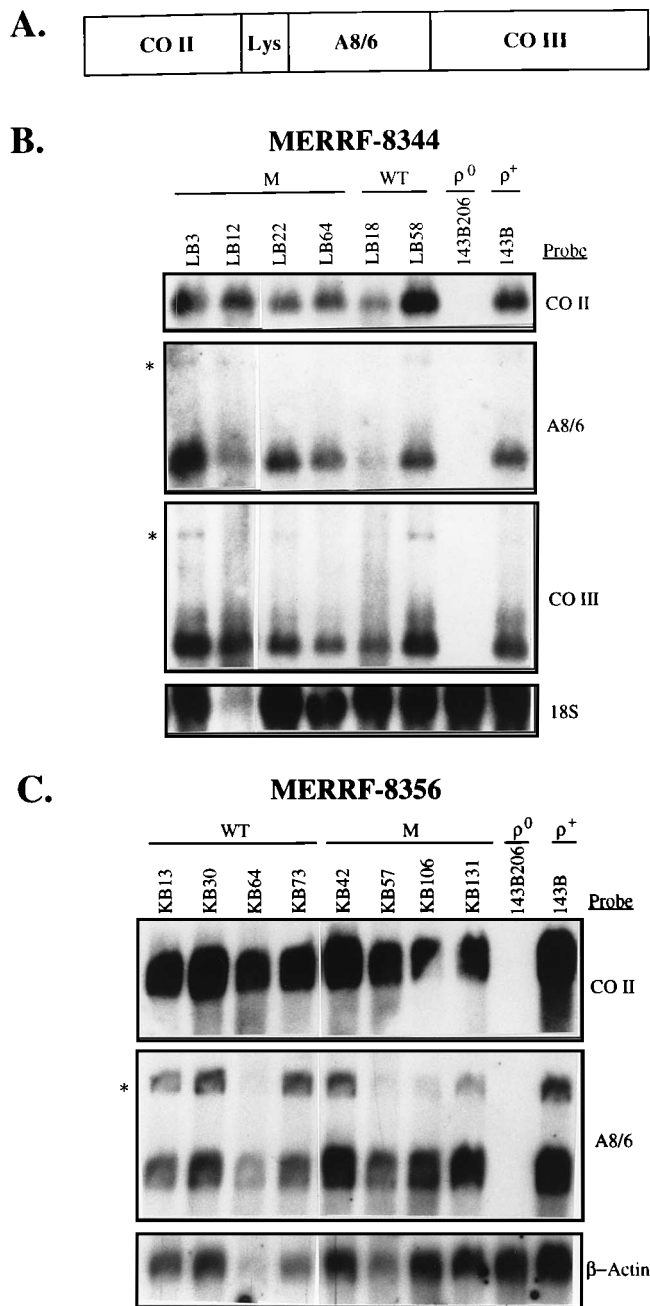 A.
CO II Lys A8/6 CO III
B.
MERRF-8344
M WT ρ⁰ ρ⁺
LB3 LB12 LB22 LB64 LB18 LB58 143B206 143B
Probe
CO II
*
A8/6
*
CO III
18S
C.
MERRF-8356
WT M ρ⁰ ρ⁺
KB13 KB30 KB64 KB73 KB42 KB57 KB106 KB131 143B206 143B
Probe
CO II
*
A8/6
β–Actin